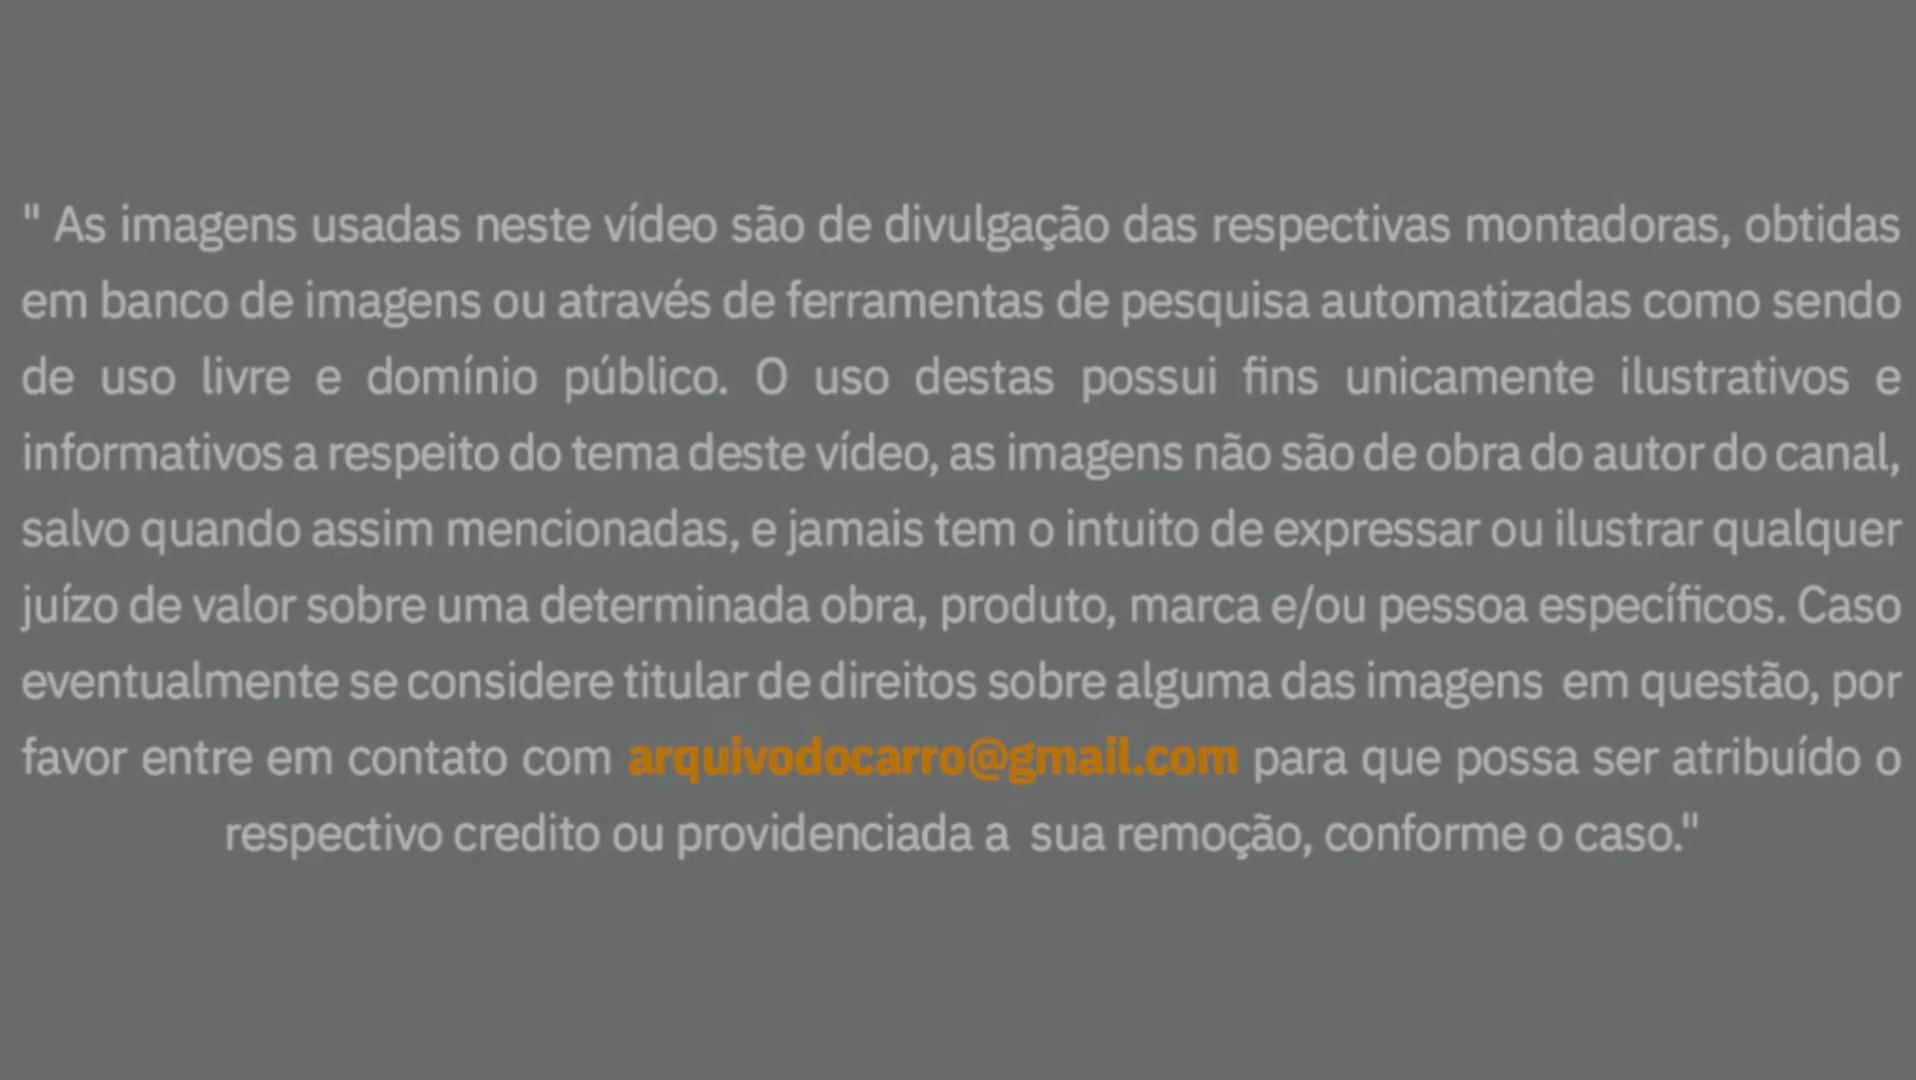 " As imagens usadas neste vídeo são de divulgação das respectivas montadoras, obtidas
em banco de imagens ou através de ferramentas de pesquisa automatizadas como sendo
de uso livre e domínio público. O uso destas possui fins unicamente ilustrativos e
informativos a respeito do tema deste vídeo, as imagens não são de obra do autor do canal,
salvo quando assim mencionadas, e jamais tem o intuito de expressar ou ilustrar qualquer
juízo de valor sobre uma determinada obra, produto, marca e/ou pessoa específicos. Caso
eventualmente se considere titular de direitos sobre alguma das imagens em questão, por
favor entre em contato com arquivodocarro@gmail.com para que possa ser atribuído o
respectivo credito ou providenciada a sua remoção, conforme o caso."